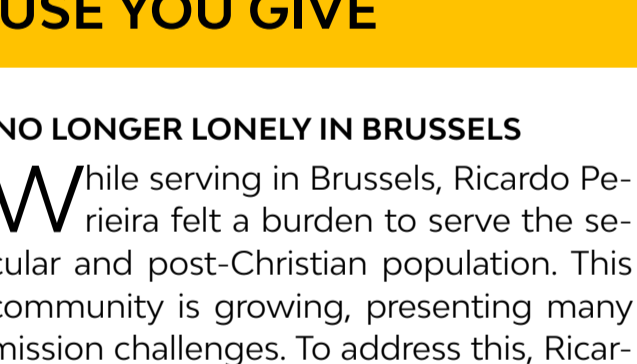 USE YOU GIVE
NO LONGER LONELY IN BRUSSELS
While serving in Brussels, Ricardo Pe-
rieira felt a burden to serve the se-
cular and post-Christian population. This
community is growing, presenting many
mission challenges. To address this, Ricar-